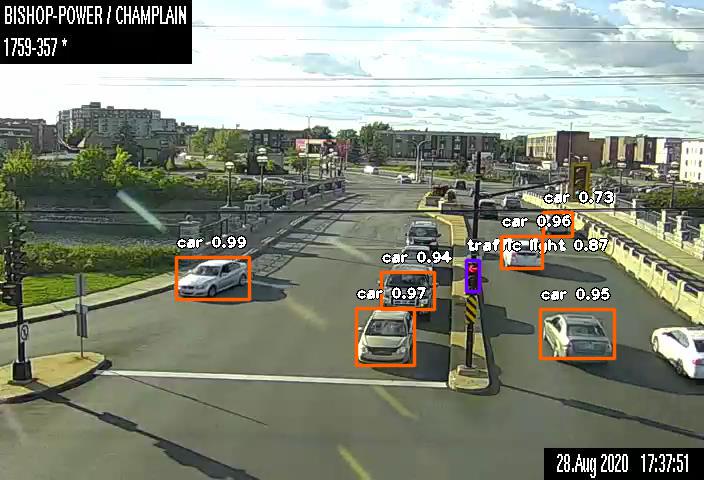 BISHOP-POWER / CHAMPLAIN
1759-357 *
car 0.73
car 0.96
traffic light 0.87
car 0.99
car 0.94
car 0.97
car 0.95
28.Aug 2020 17:37:51